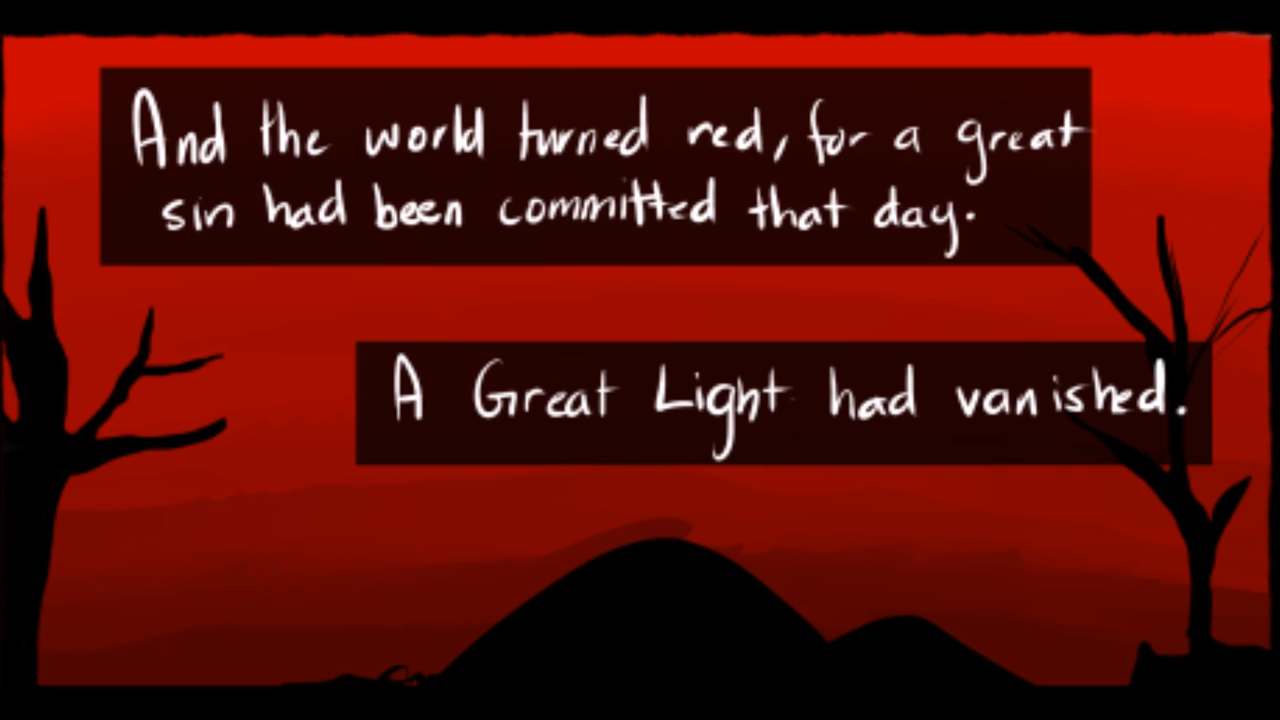 And the world turned red, for a great
sin had been committed that day.
A Great Light had vanished.